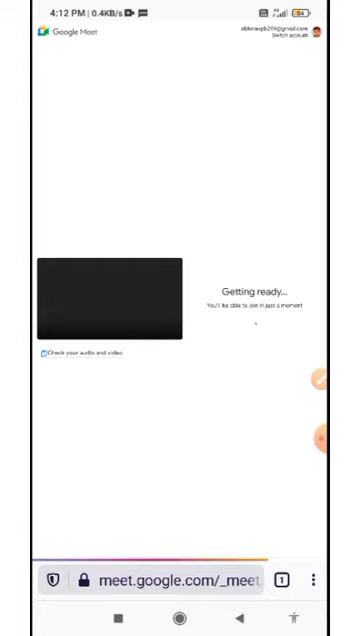 4:12 PM | 0.4KB/s
54
Google Meet
Switch account
Getting ready...
You'll be able to join in just a moment
Check your audio and video
meet.google.com/_meet
1